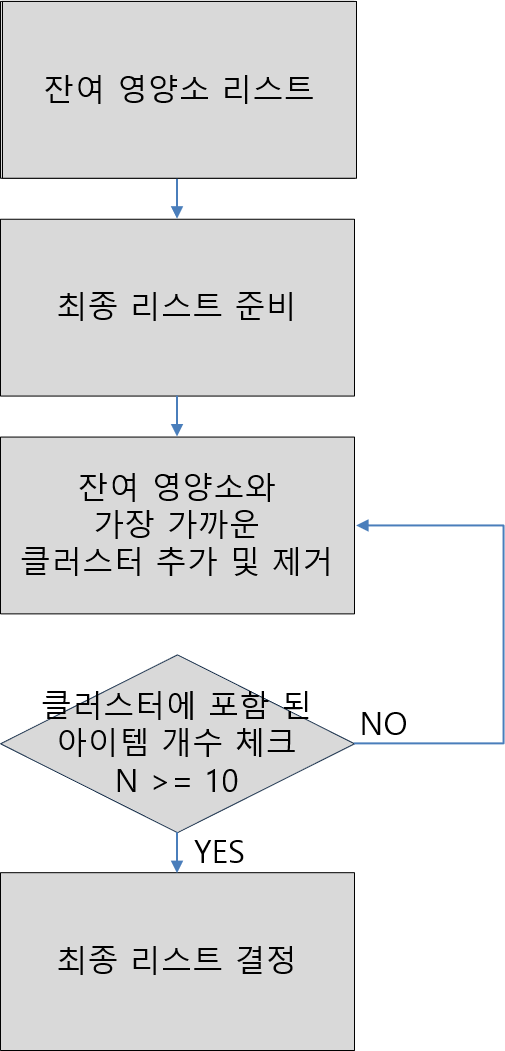 잔여 영양소 리스트
최종 리스트 준비
잔여 영양소와
가장 가까운
클러스터 추가 및 제거
클러스터에 포함 된
아이템 개수 체크
N >= 10
NO
YES
최종 리스트 결정